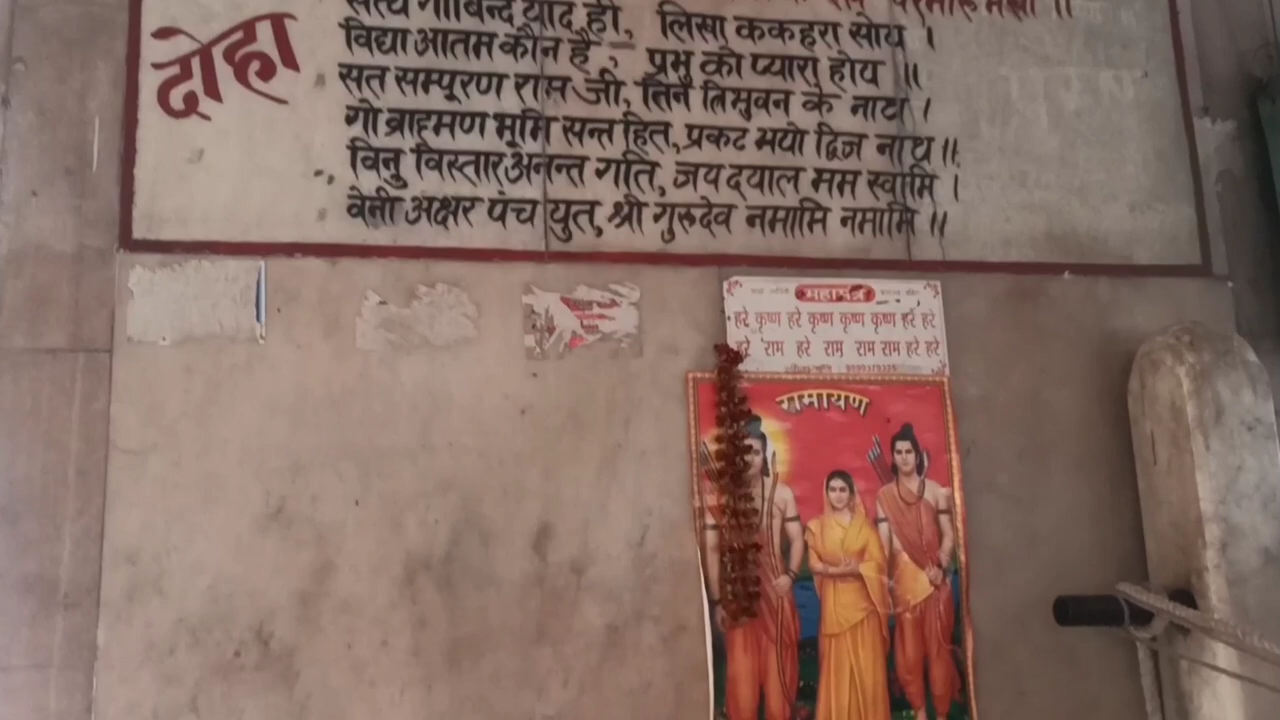 दोहा
सत्य गोबिन्द याद ही, लिखा ककहरा सोय ।
विद्या आतम कौन है, प्रभु को प्यारा होय ॥
सत सम्पूरण राम जी, तिन त्रिभुवन के नाथ ।
गो ब्राह्मण भूमि सन्त हित, प्रकट भयो द्विज नाथ ॥
विनु विस्तार अनन्त गति, जय दयाल मम स्वामि ।
वेनी अक्षर पंच युत, श्री गुरुदेव नमामि नमामि ॥
महामंत्र
हरे कृष्ण हरे कृष्ण कृष्ण कृष्ण हरे हरे
हरे राम हरे राम राम राम हरे हरे
रामायण